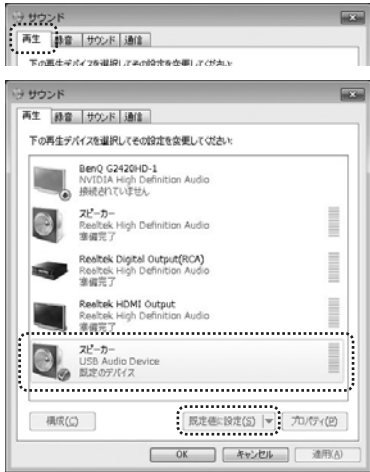 サウンド
再生 録音 サウンド 通信
下の再生デバイスを選択してその設定を変更してください:
サウンド
再生 録音 サウンド 通信
下の再生デバイスを選択してその設定を変更してください:
BenQ G2420HD-1
NVIDIA High Definition Audio
接続されていません
スピーカー
Realtek High Definition Audio
準備完了
Realtek Digital Output(RCA)
Realtek High Definition Audio
準備完了
Realtek HDMI Output
Realtek High Definition Audio
準備完了
スピーカー
USB Audio Device
既定のデバイス
構成(C) 既定値に設定(S) プロパティ(P)
OK キャンセル 適用(A)